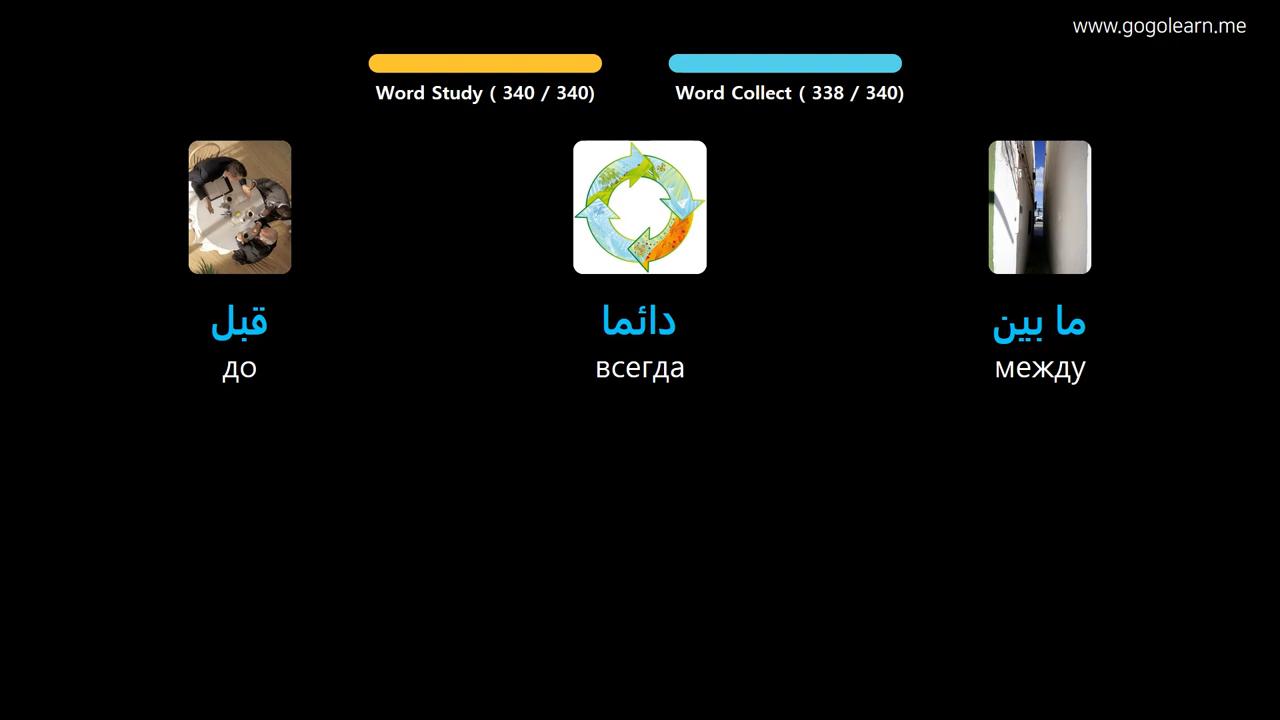 www.gogolearn.me
Word Study ( 340 / 340)
Word Collect ( 338 / 340)
قبل
до
دائما
всегда
ما بين
между